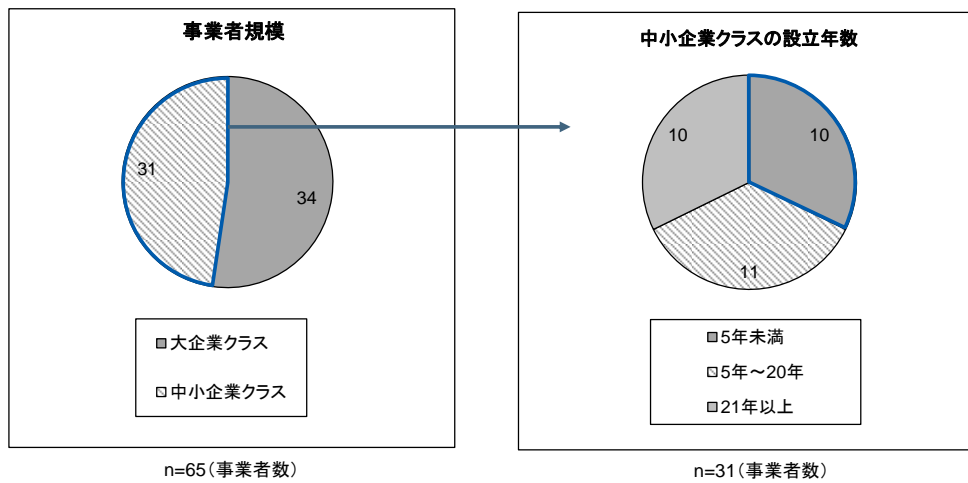 事業者規模
31
34
■大企業クラス
中小企業クラス
n=65(事業者数)
中小企業クラスの設立年数
10
10
11
■5年未満
5年～20年
■21年以上
n=31(事業者数)